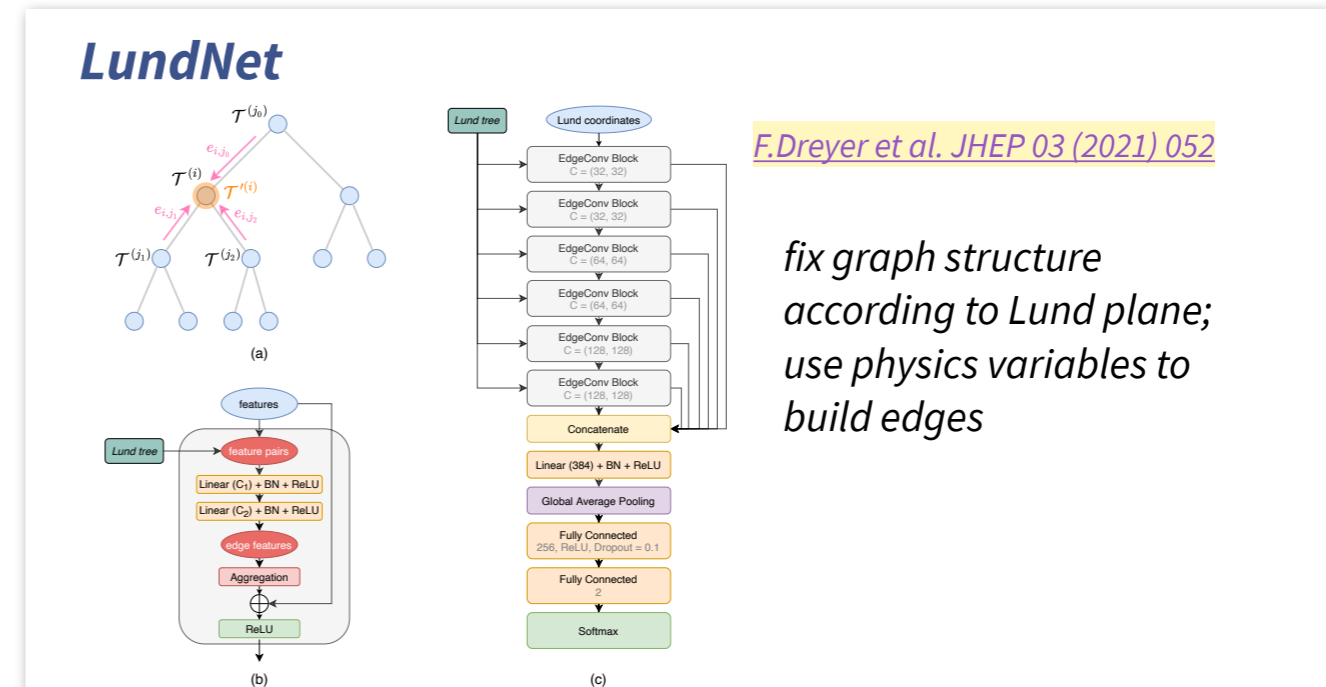 LundNet
𝒯^(j₀)
e_{i,j₀}
𝒯^(i)
𝒯′^(i)
e_{i,j₁}
e_{i,j₂}
𝒯^(j₁)
𝒯^(j₂)
(a)
features
Lund tree
feature pairs
Linear (C₁) + BN + ReLU
Linear (C₂) + BN + ReLU
edge features
Aggregation
ReLU
(b)
Lund tree
Lund coordinates
EdgeConv Block
C = (32, 32)
EdgeConv Block
C = (32, 32)
EdgeConv Block
C = (64, 64)
EdgeConv Block
C = (64, 64)
EdgeConv Block
C = (128, 128)
EdgeConv Block
C = (128, 128)
Concatenate
Linear (384) + BN + ReLU
Global Average Pooling
Fully Connected
256, ReLU, Dropout = 0.1
Fully Connected
2
Softmax
(c)
F.Dreyer et al. JHEP 03 (2021) 052
fix graph structure
according to Lund plane;
use physics variables to
build edges